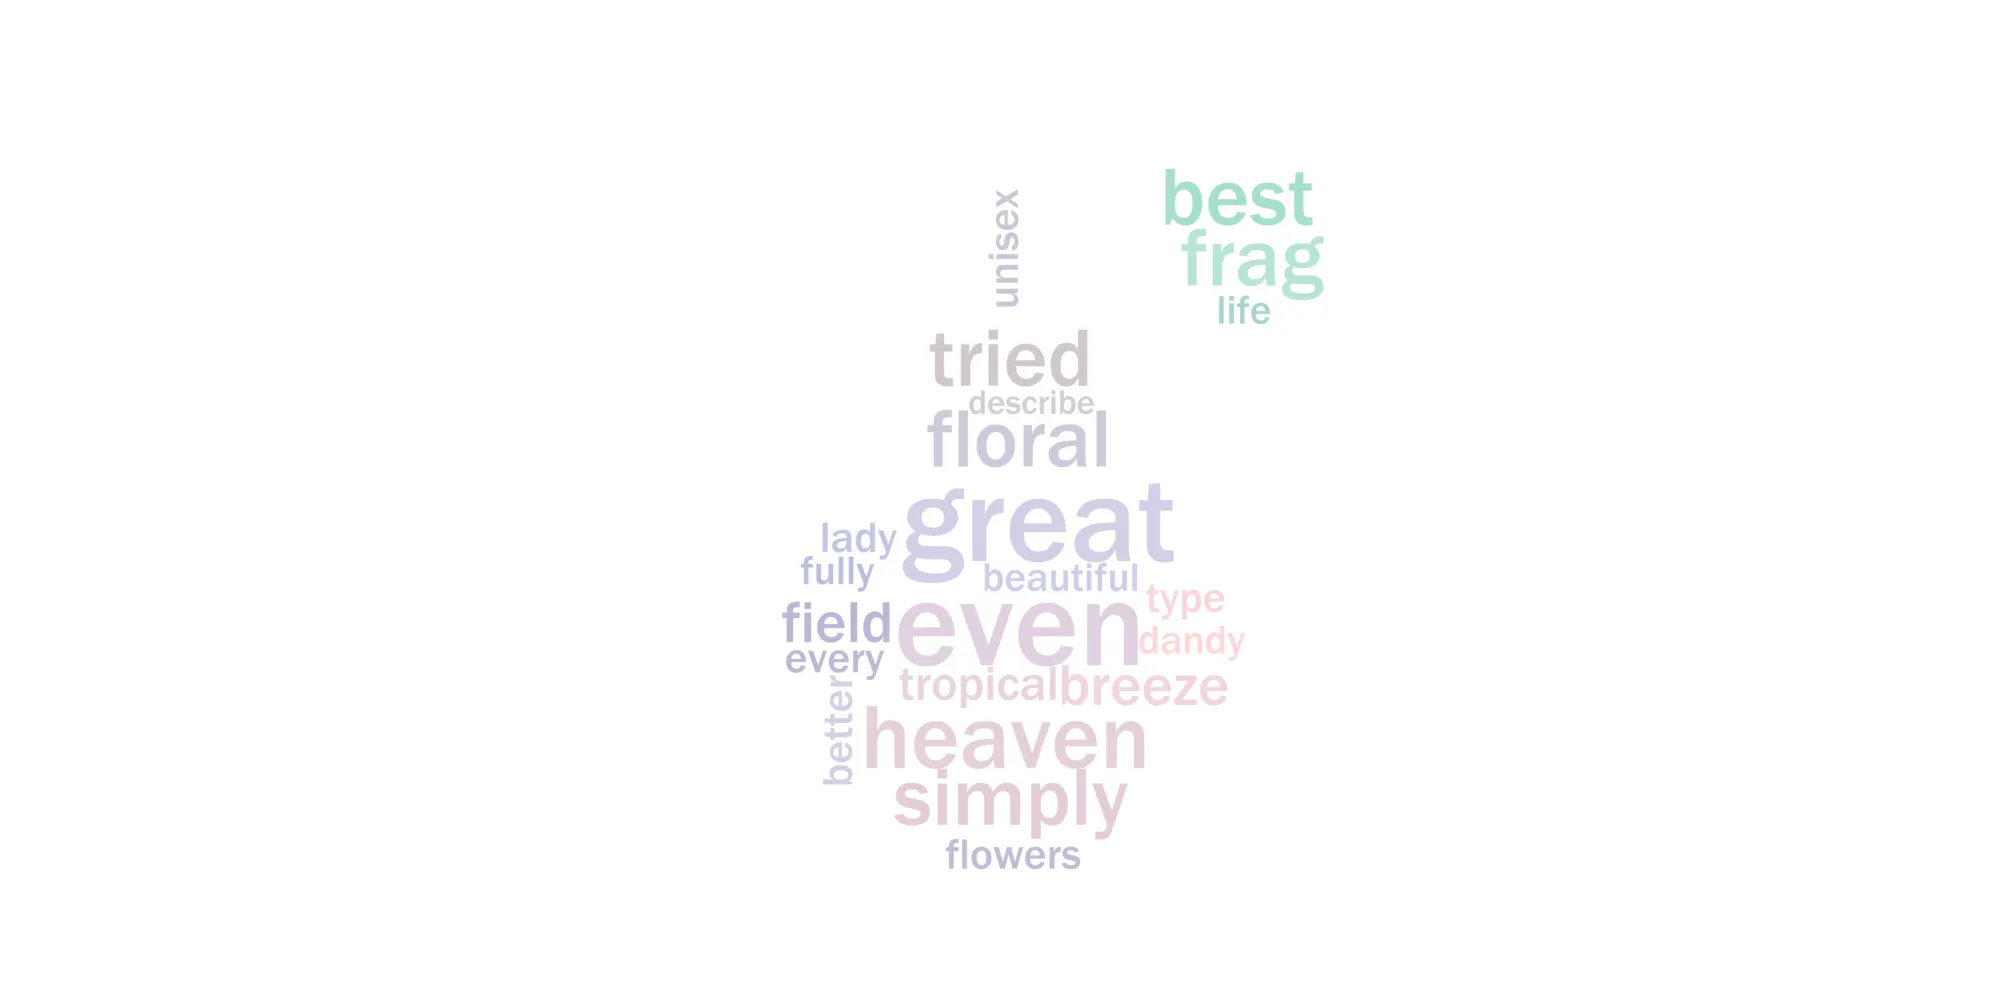 best
unisex
frag
life
tried
describe
floral
great
lady
fully
beautiful
type
even
field
dandy
every
tropical
breeze
better
heaven
simply
flowers